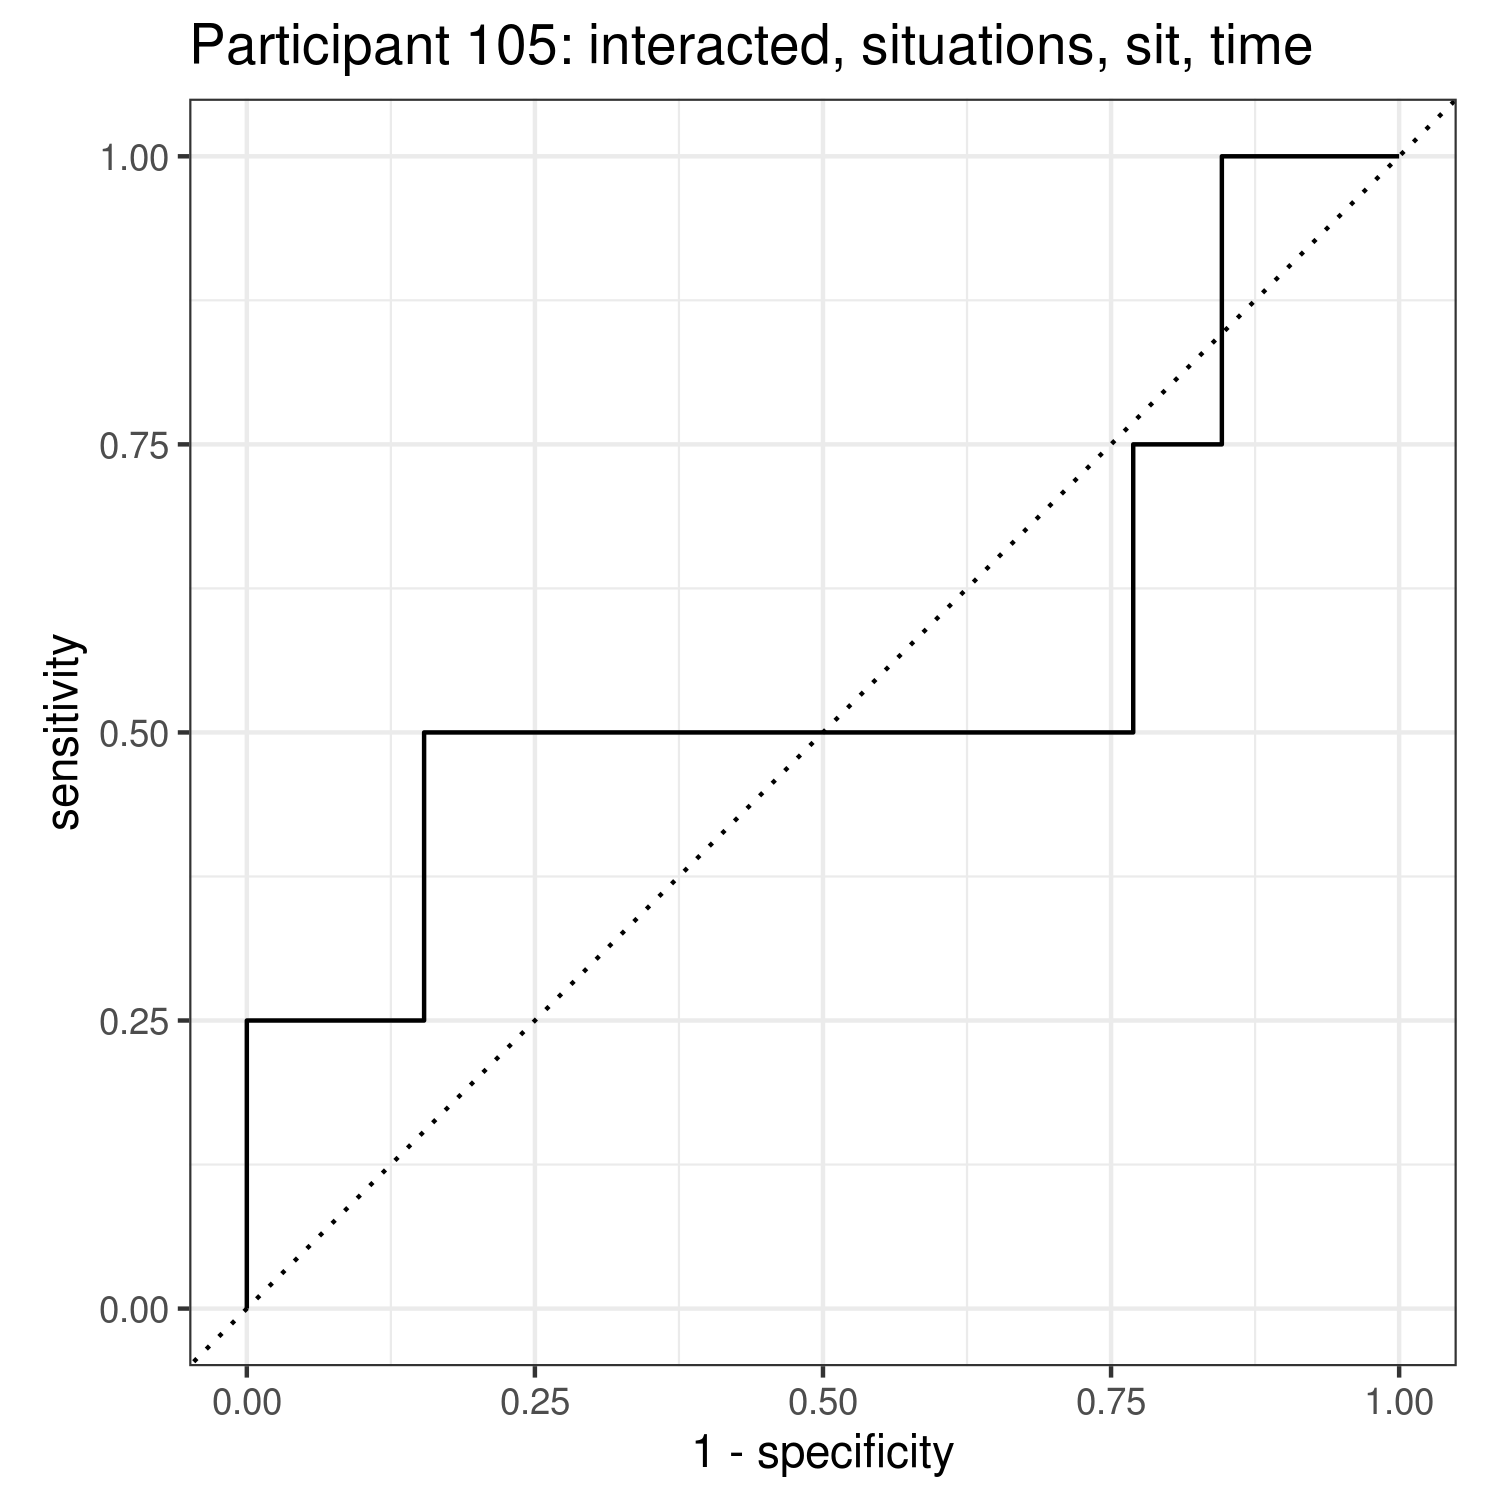 Participant 105: interacted, situations, sit, time
1.00
0.75
0.50
0.25
0.00
sensitivity
0.00 0.25 0.50 0.75 1.00
1 - specificity